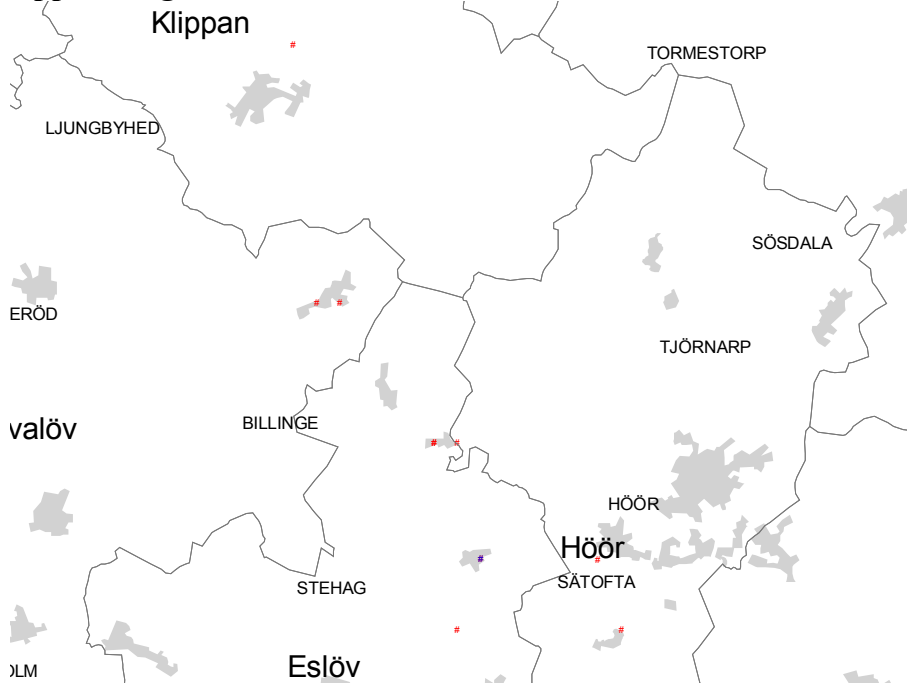 Klippan
TORMESTORP
LJUNGBYHED
SÖSDALA
ERÖD
TJÖRNARP
BILLINGE
valöv
HÖÖR
Höör
SÄTOFTA
STEHAG
Eslöv
OLM